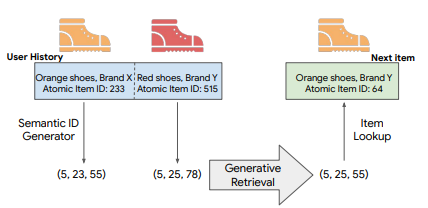 User History
Next item
Orange shoes, Brand X
Atomic Item ID: 233
Red shoes, Brand Y
Atomic Item ID: 515
Orange shoes, Brand Y
Atomic Item ID: 64
Semantic ID
Generator
Item
Lookup
(5, 23, 55)
(5, 25, 78)
Generative
Retrieval
(5, 25, 55)